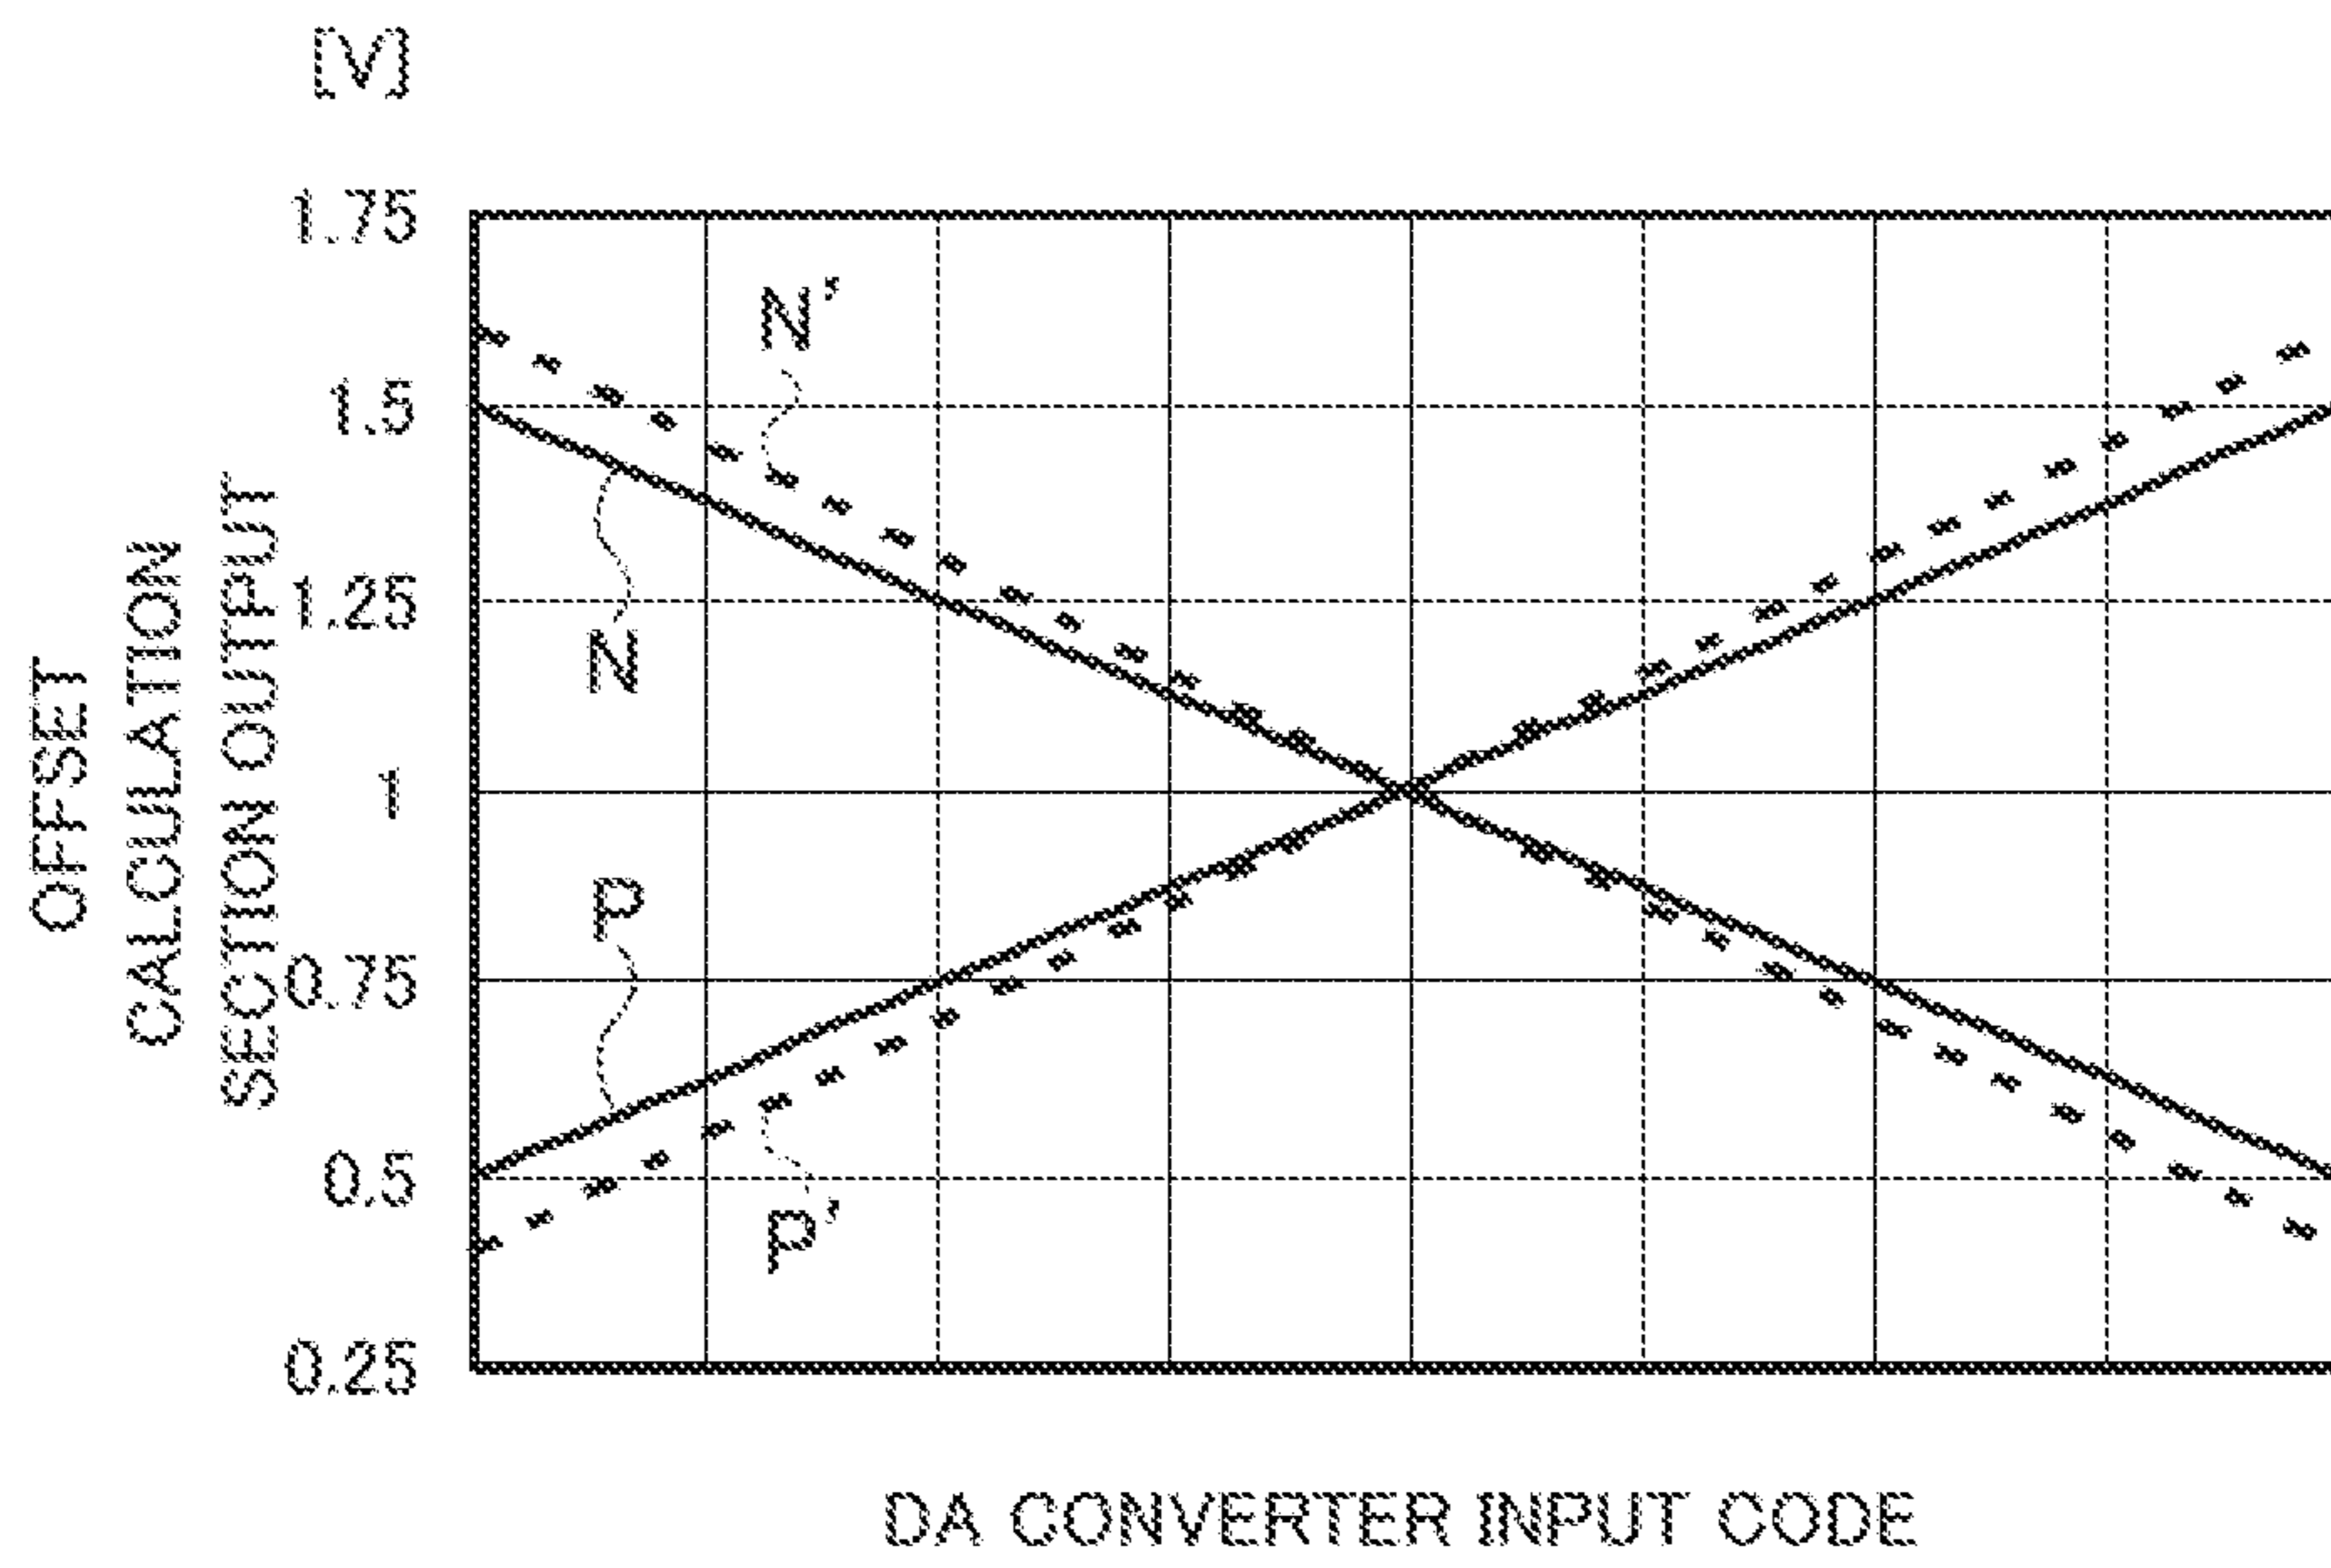 [V]
1.75
1.5
1.25
1
0.75
0.5
0.25
OFFSET
CALCULATION
SECTION OUTPUT
N'
N
P
P'
DA CONVERTER INPUT CODE